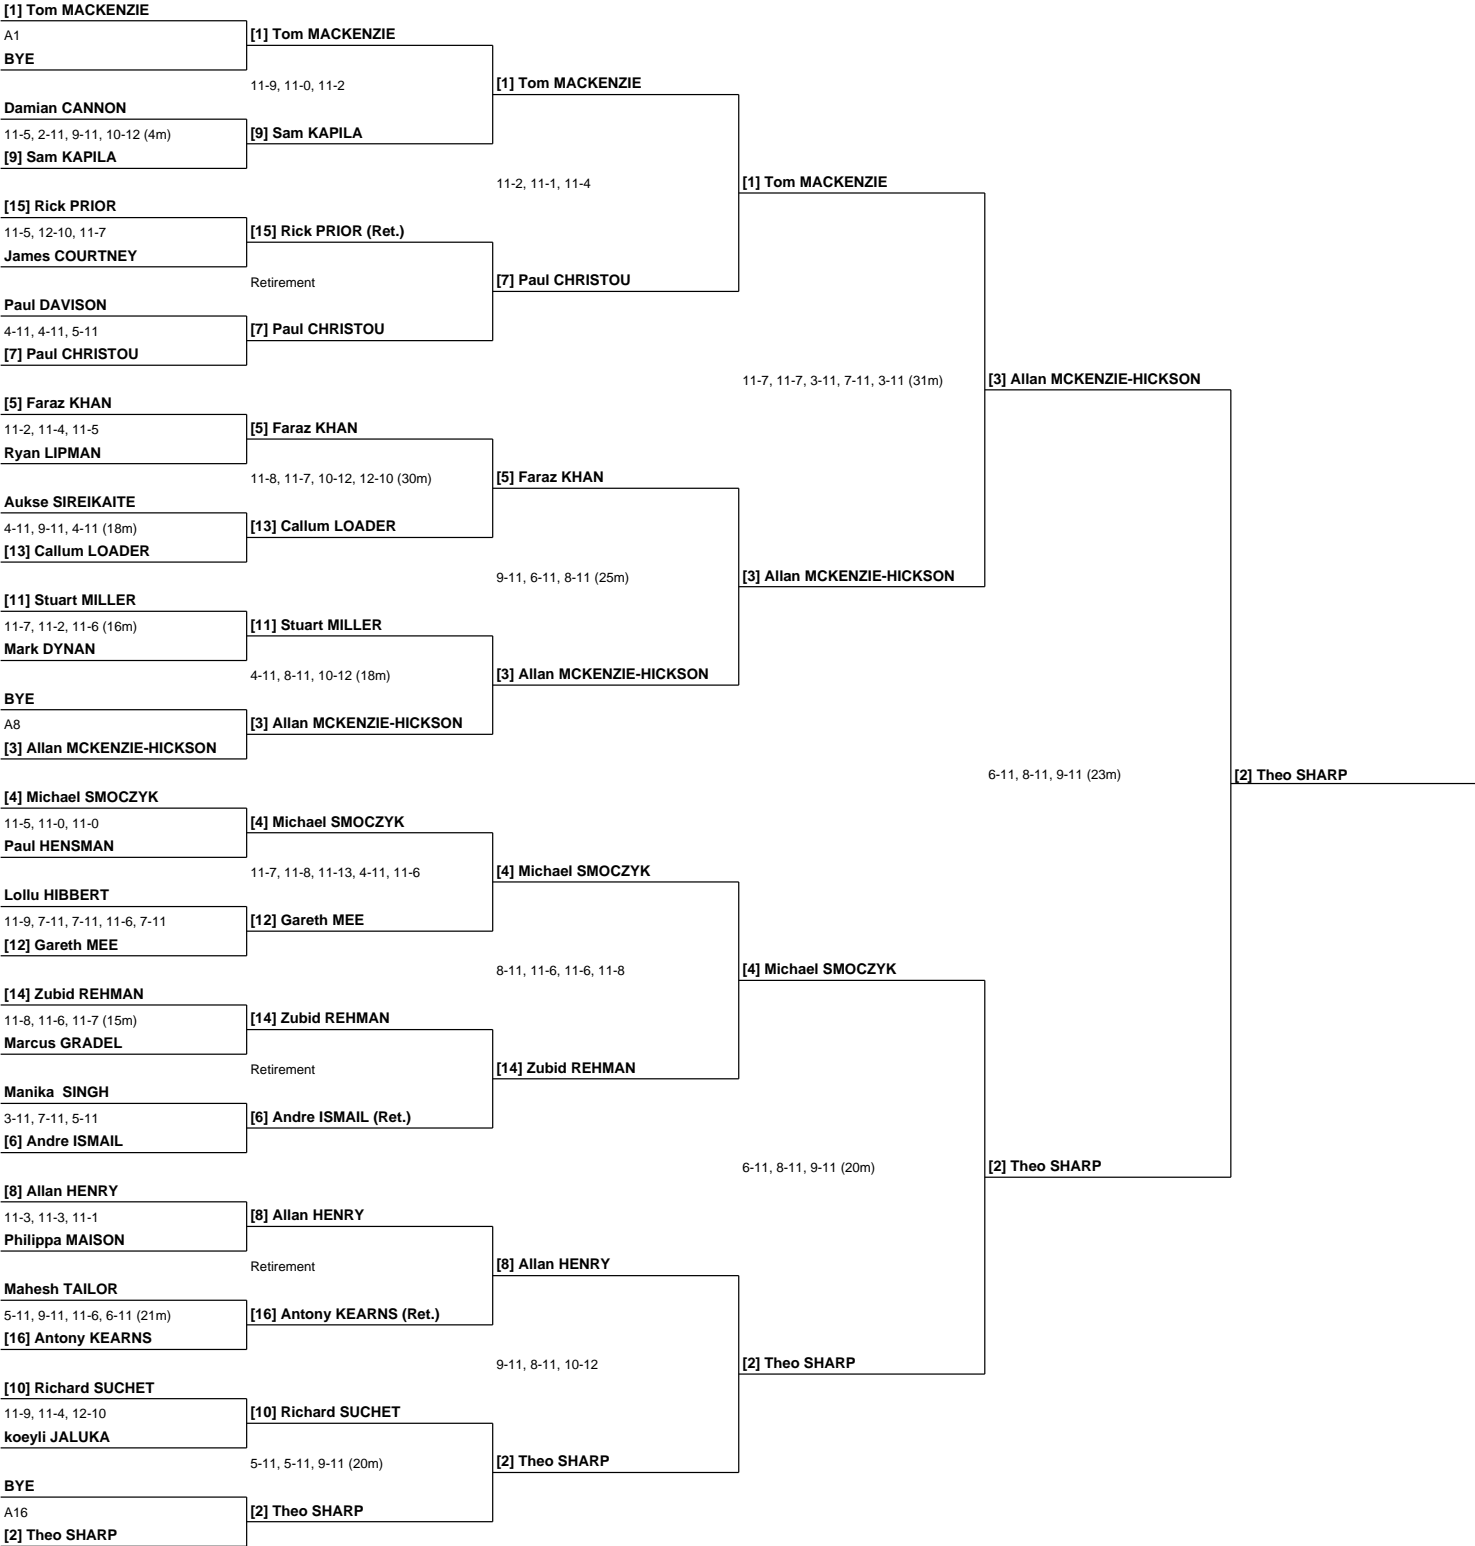 [1] Tom MACKENZIE
A1
BYE
Damian CANNON
11-5, 2-11, 9-11, 10-12 (4m)
[9] Sam KAPILA
[15] Rick PRIOR
11-5, 12-10, 11-7
James COURTNEY
Paul DAVISON
4-11, 4-11, 5-11
[7] Paul CHRISTOU
[5] Faraz KHAN
11-2, 11-4, 11-5
Ryan LIPMAN
Aukse SIREIKAITE
4-11, 9-11, 4-11 (18m)
[13] Callum LOADER
[11] Stuart MILLER
11-7, 11-2, 11-6 (16m)
Mark DYNAN
BYE
A8
[3] Allan MCKENZIE-HICKSON
[4] Michael SMOCZYK
11-5, 11-0, 11-0
Paul HENSMAN
Lollu HIBBERT
11-9, 7-11, 7-11, 11-6, 7-11
[12] Gareth MEE
[14] Zubid REHMAN
11-8, 11-6, 11-7 (15m)
Marcus GRADEL
Manika  SINGH
3-11, 7-11, 5-11
[6] Andre ISMAIL
[8] Allan HENRY
11-3, 11-3, 11-1
Philippa MAISON
Mahesh TAILOR
5-11, 9-11, 11-6, 6-11 (21m)
[16] Antony KEARNS
[10] Richard SUCHET
11-9, 11-4, 12-10
koeyli JALUKA
BYE
A16
[2] Theo SHARP
[1] Tom MACKENZIE
11-9, 11-0, 11-2
[9] Sam KAPILA
[15] Rick PRIOR (Ret.)
Retirement
[7] Paul CHRISTOU
[5] Faraz KHAN
11-8, 11-7, 10-12, 12-10 (30m)
[13] Callum LOADER
[11] Stuart MILLER
4-11, 8-11, 10-12 (18m)
[3] Allan MCKENZIE-HICKSON
[4] Michael SMOCZYK
11-7, 11-8, 11-13, 4-11, 11-6
[12] Gareth MEE
[14] Zubid REHMAN
Retirement
[6] Andre ISMAIL (Ret.)
[8] Allan HENRY
Retirement
[16] Antony KEARNS (Ret.)
[10] Richard SUCHET
5-11, 5-11, 9-11 (20m)
[2] Theo SHARP
[1] Tom MACKENZIE
11-2, 11-1, 11-4
[7] Paul CHRISTOU
[5] Faraz KHAN
9-11, 6-11, 8-11 (25m)
[3] Allan MCKENZIE-HICKSON
[4] Michael SMOCZYK
8-11, 11-6, 11-6, 11-8
[14] Zubid REHMAN
[8] Allan HENRY
9-11, 8-11, 10-12
[2] Theo SHARP
[1] Tom MACKENZIE
11-7, 11-7, 3-11, 7-11, 3-11 (31m)
[3] Allan MCKENZIE-HICKSON
[4] Michael SMOCZYK
6-11, 8-11, 9-11 (20m)
[2] Theo SHARP
[3] Allan MCKENZIE-HICKSON
6-11, 8-11, 9-11 (23m)
[2] Theo SHARP
[2] Theo SHARP